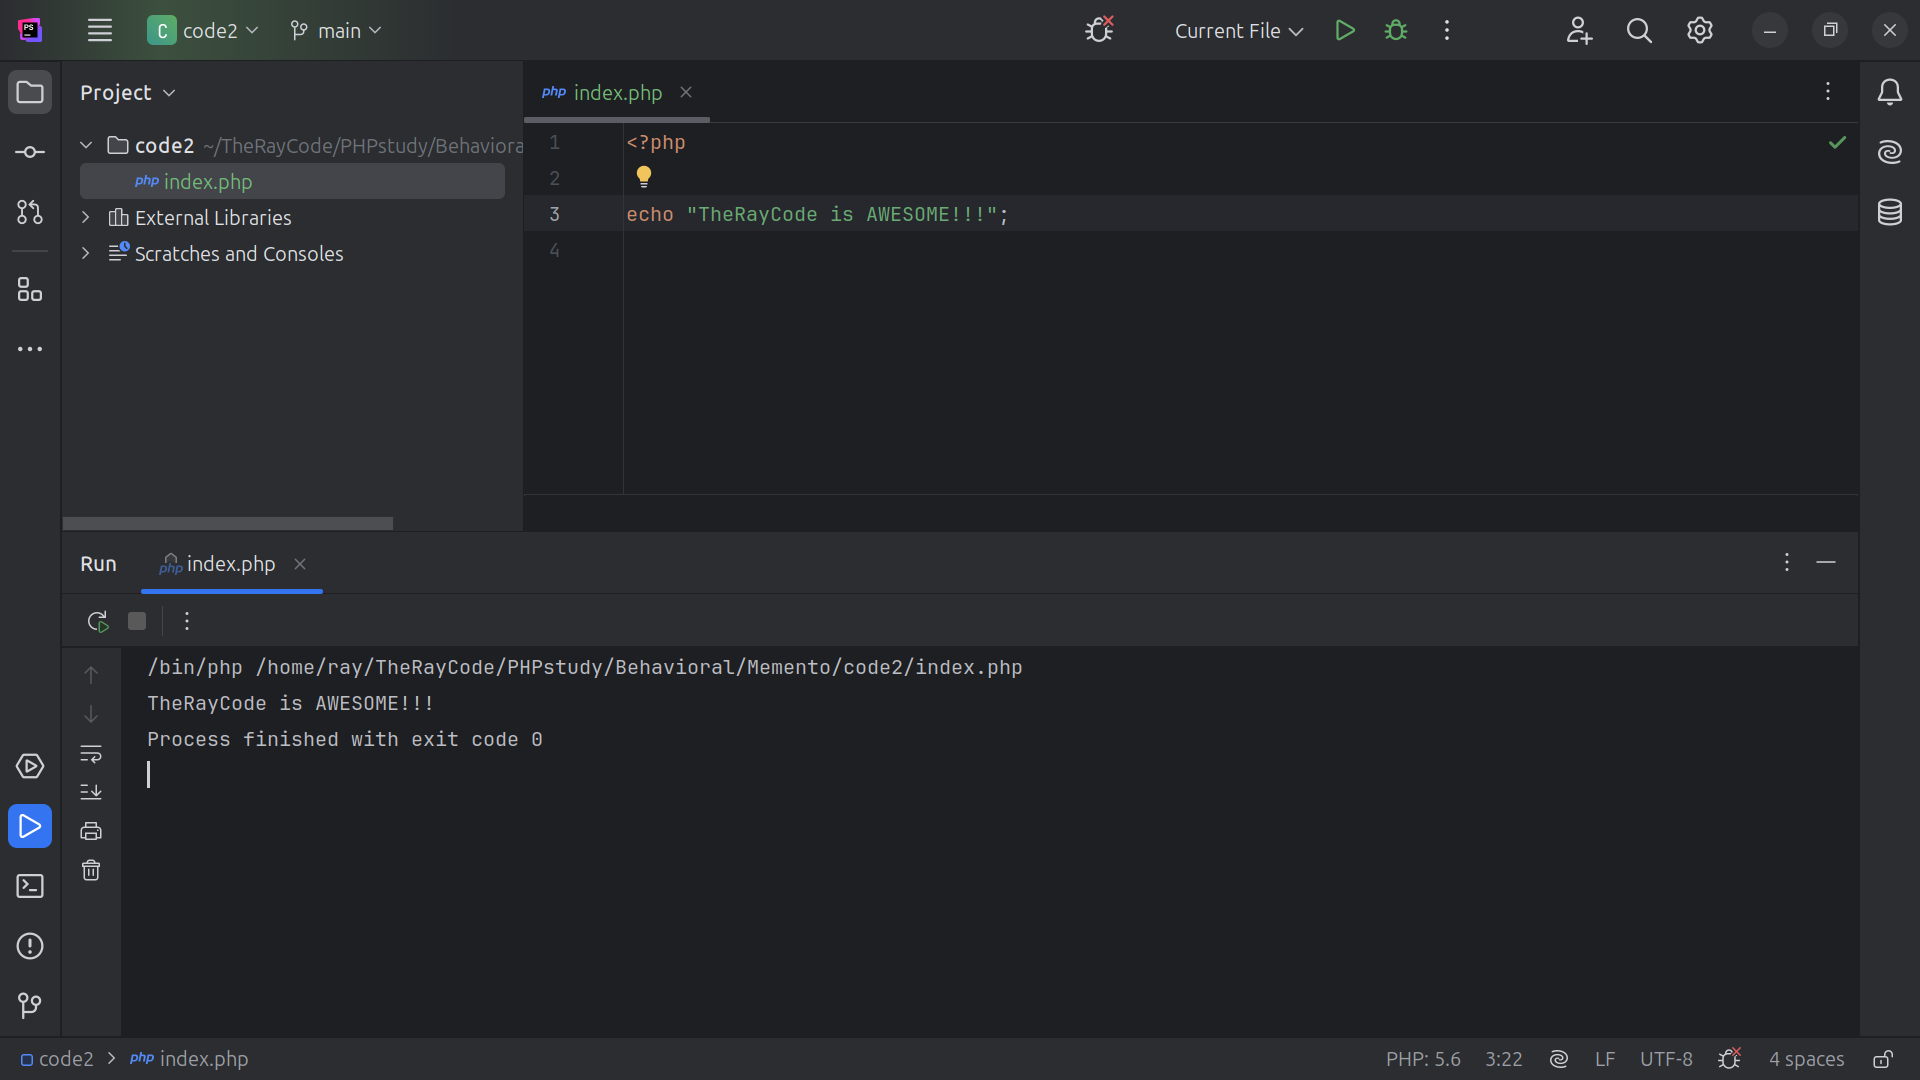 PS
C code2
main
Current File
Project
php index.php
code2 ~/TheRayCode/PHPstudy/Behaviora
php index.php
External Libraries
Scratches and Consoles
1 <?php
2
3 echo "TheRayCode is AWESOME!!!";
4
Run
php index.php
/bin/php /home/ray/TheRayCode/PHPstudy/Behavioral/Memento/code2/index.php
TheRayCode is AWESOME!!!
Process finished with exit code 0
code2 > php index.php
PHP: 5.6 3:22 LF UTF-8 4 spaces